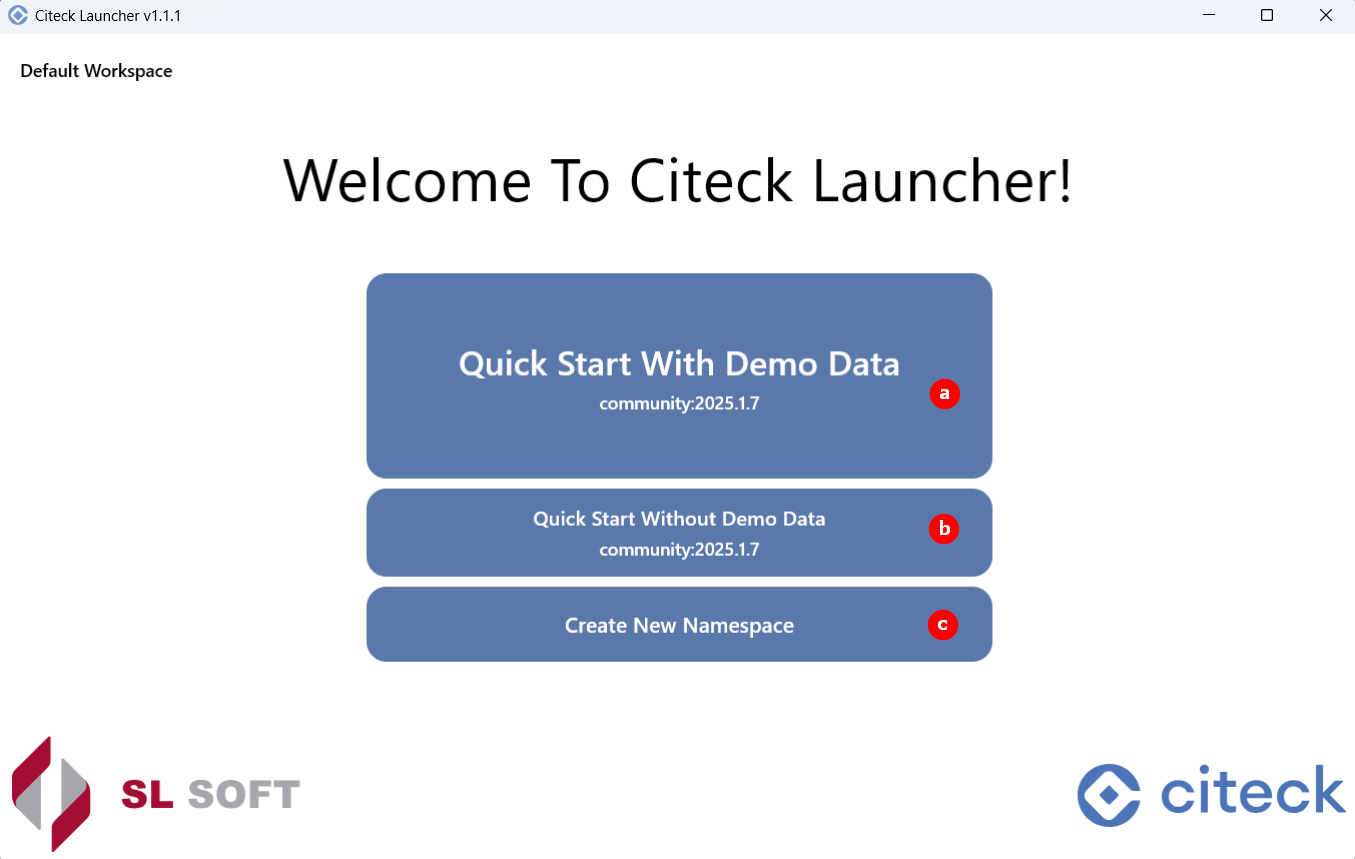 Citeck Launcher v1.1.1
Default Workspace
Welcome To Citeck Launcher!
Quick Start With Demo Data
community:2025.1.7
a
Quick Start Without Demo Data
community:2025.1.7
b
Create New Namespace
c
SL SOFT
citeck